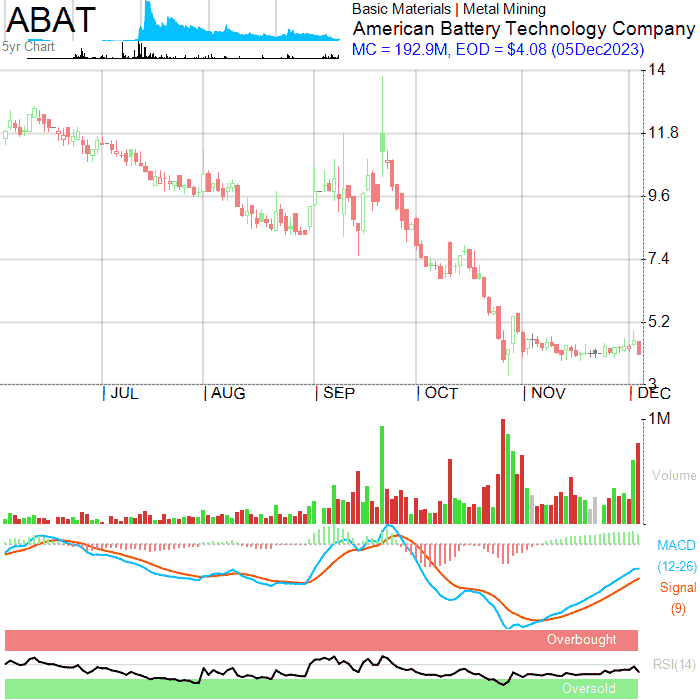 ABAT
5yr Chart
Basic Materials | Metal Mining
American Battery Technology Company
MC = 192.9M, EOD = $4.08 (05Dec2023)
14
11.8
9.6
7.4
5.2
3
JUL AUG SEP OCT NOV DEC
1M
Volume
MACD
(12-26)
Signal
(9)
Overbought
RSI(14)
Oversold